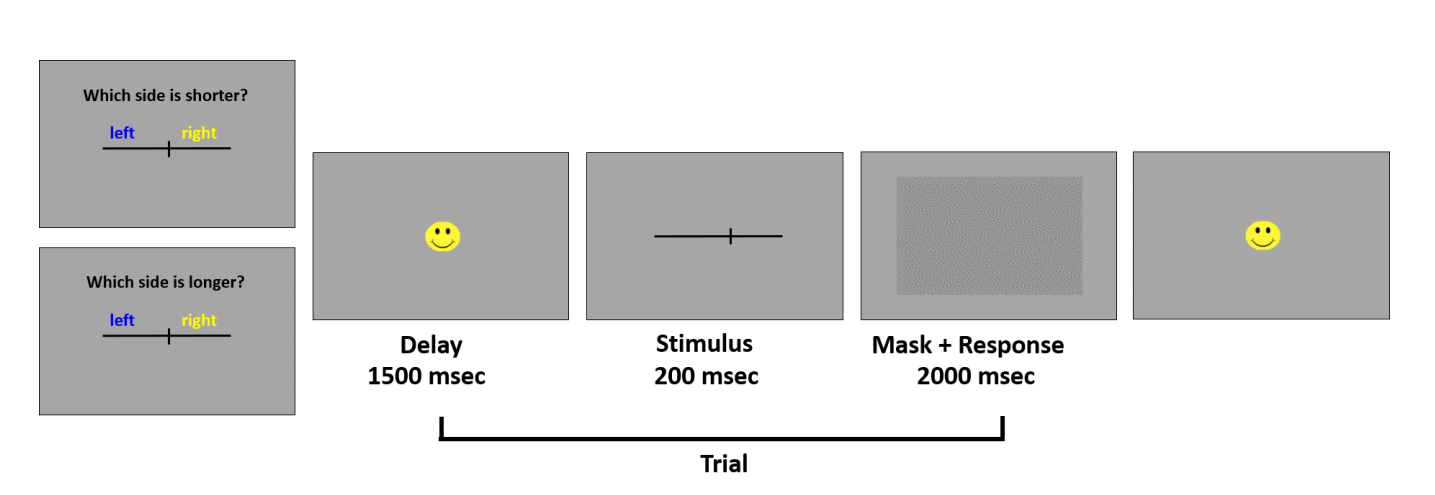 Which side is shorter?
left right
Which side is longer?
left right
Delay
1500 msec
Stimulus
200 msec
Mask + Response
2000 msec
Trial